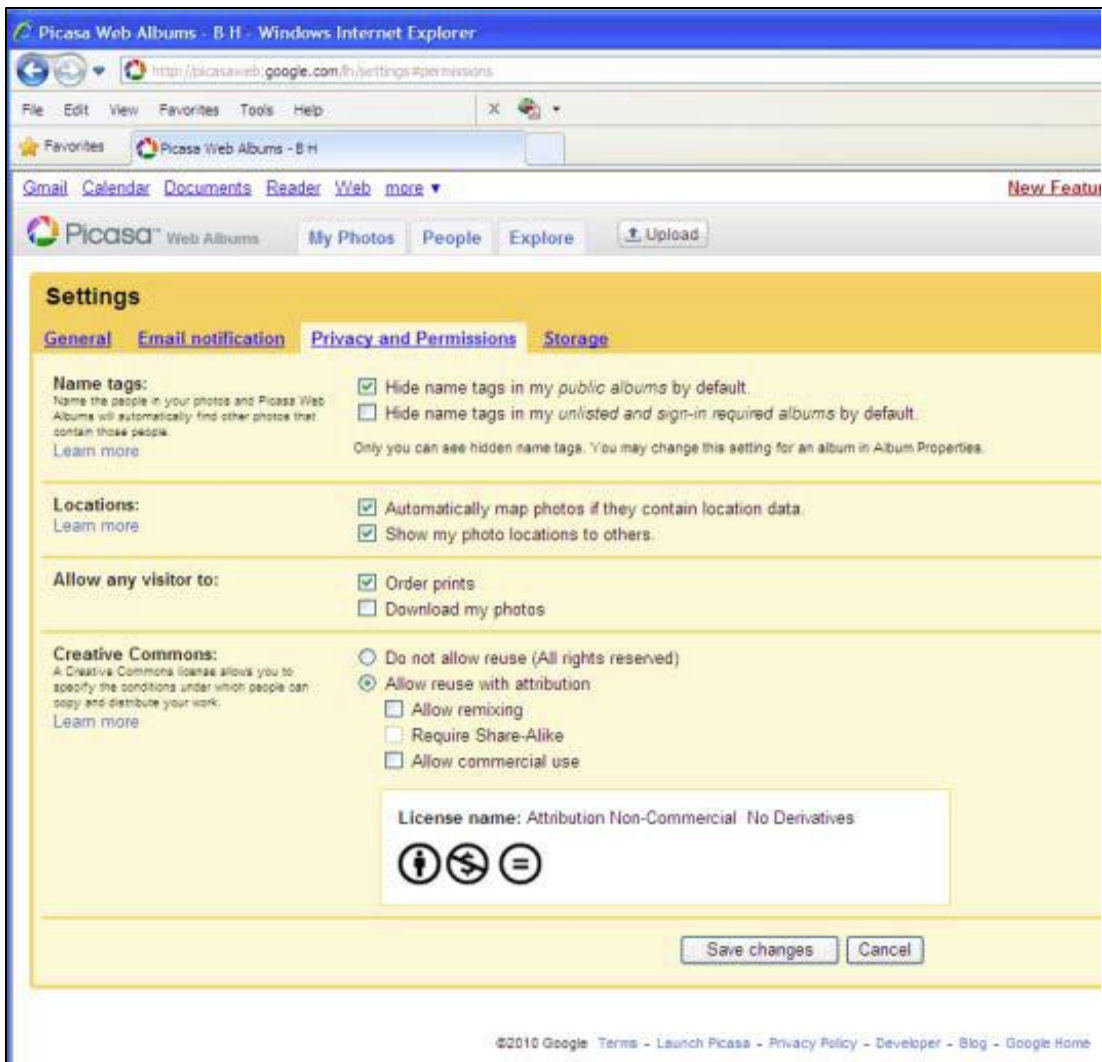 Picasa Web Albums - B H - Windows Internet Explorer
http://picasaweb.google.com/lh/settings#permissions
File Edit View Favorites Tools Help
Favorites Picasa Web Albums - B H
Gmail Calendar Documents Reader Web more ▼ New Featur
Picasa™ Web Albums My Photos People Explore Upload
Settings
General Email notification Privacy and Permissions Storage
Name tags:
Name the people in your photos and Picasa Web
Albums will automatically find other photos that
contain those people.
Learn more
Hide name tags in my public albums by default.
Hide name tags in my unlisted and sign-in required albums by default.
Only you can see hidden name tags. You may change this setting for an album in Album Properties.
Locations:
Learn more
Automatically map photos if they contain location data.
Show my photo locations to others.
Allow any visitor to:
Order prints
Download my photos
Creative Commons:
A Creative Commons license allows you to
specify the conditions under which people can
copy and distribute your work.
Learn more
Do not allow reuse (All rights reserved)
Allow reuse with attribution
Allow remixing
Require Share-Alike
Allow commercial use
License name: Attribution Non-Commercial No Derivatives
Save changes Cancel
©2010 Google Terms - Launch Picasa - Privacy Policy - Developer - Blog - Google Home